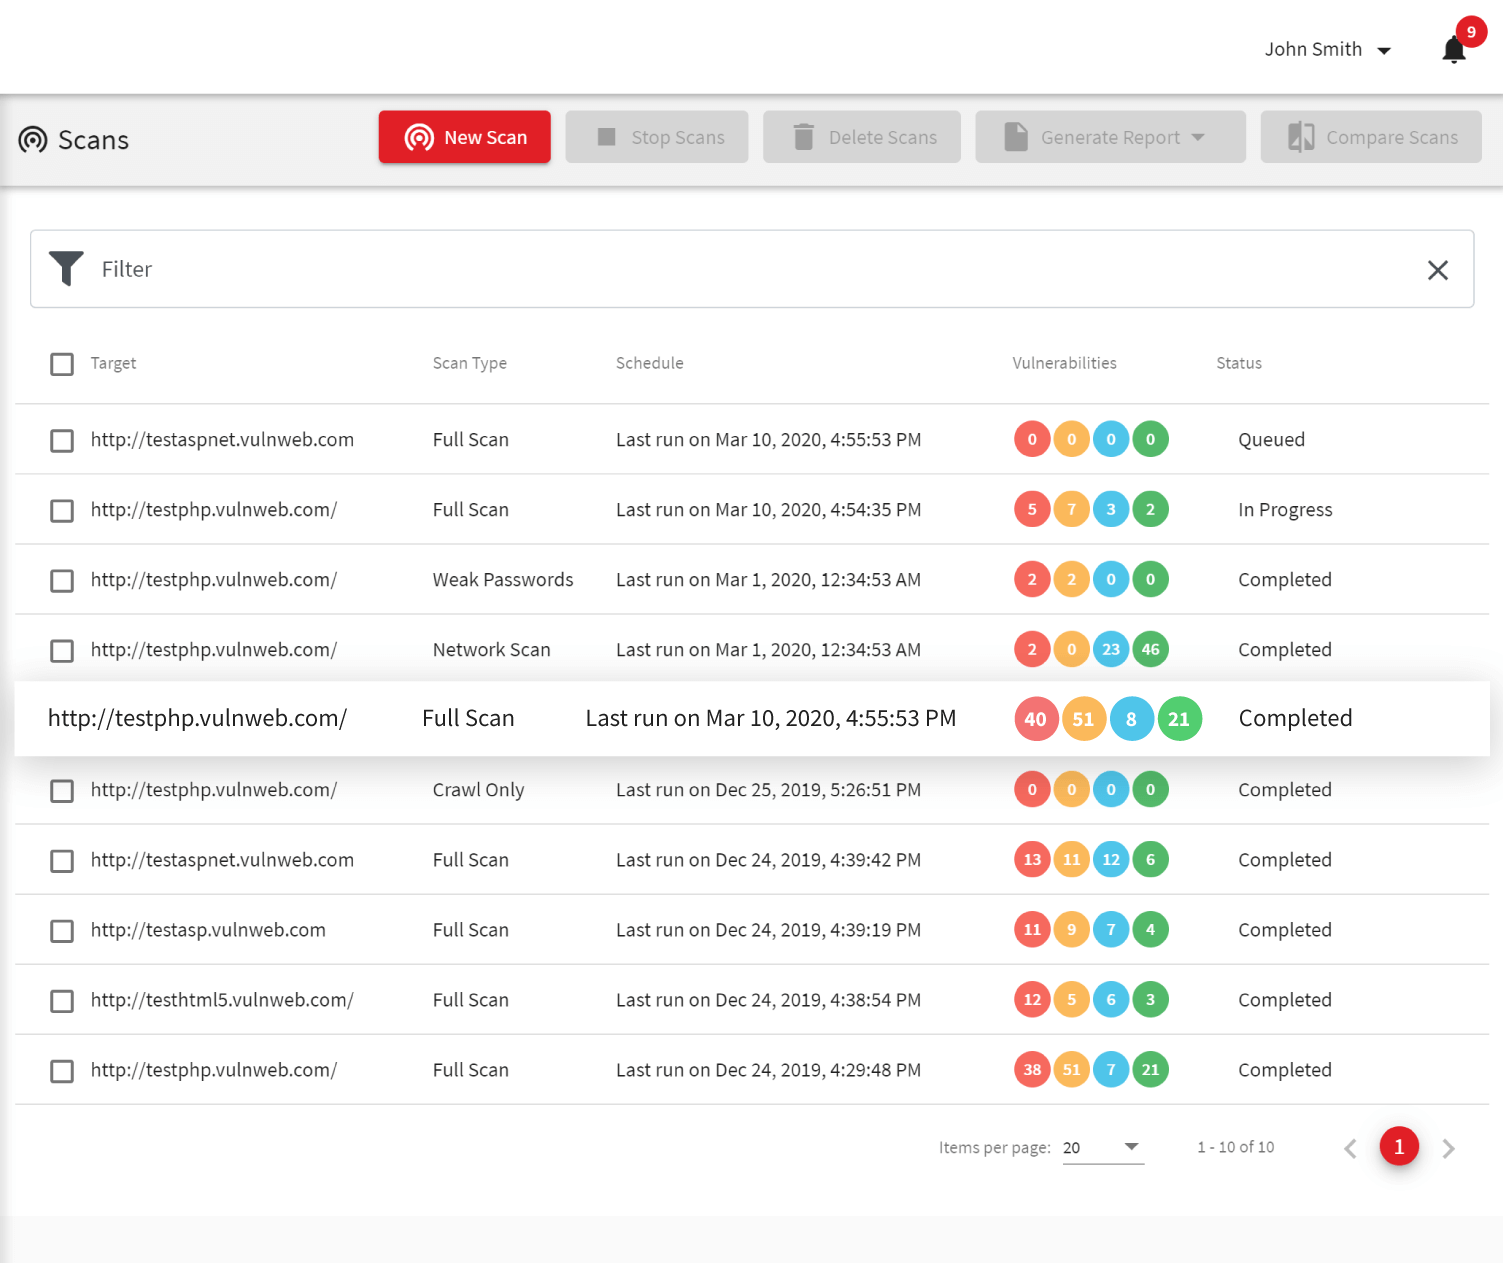 John Smith 9
Scans New Scan Stop Scans Delete Scans Generate Report Compare Scans
Filter
Target Scan Type Schedule Vulnerabilities Status
http://testaspnet.vulnweb.com Full Scan Last run on Mar 10, 2020, 4:55:53 PM 0 0 0 0 Queued
http://testphp.vulnweb.com/ Full Scan Last run on Mar 10, 2020, 4:54:35 PM 5 7 3 2 In Progress
http://testphp.vulnweb.com/ Weak Passwords Last run on Mar 1, 2020, 12:34:53 AM 2 2 0 0 Completed
http://testphp.vulnweb.com/ Network Scan Last run on Mar 1, 2020, 12:34:53 AM 2 0 23 46 Completed
http://testphp.vulnweb.com/ Full Scan Last run on Mar 10, 2020, 4:55:53 PM 40 51 8 21 Completed
http://testphp.vulnweb.com/ Crawl Only Last run on Dec 25, 2019, 5:26:51 PM 0 0 0 0 Completed
http://testaspnet.vulnweb.com Full Scan Last run on Dec 24, 2019, 4:39:42 PM 13 11 12 6 Completed
http://testasp.vulnweb.com Full Scan Last run on Dec 24, 2019, 4:39:19 PM 11 9 7 4 Completed
http://testhtml5.vulnweb.com/ Full Scan Last run on Dec 24, 2019, 4:38:54 PM 12 5 6 3 Completed
http://testphp.vulnweb.com/ Full Scan Last run on Dec 24, 2019, 4:29:48 PM 38 51 7 21 Completed
Items per page: 20 1 - 10 of 10 1